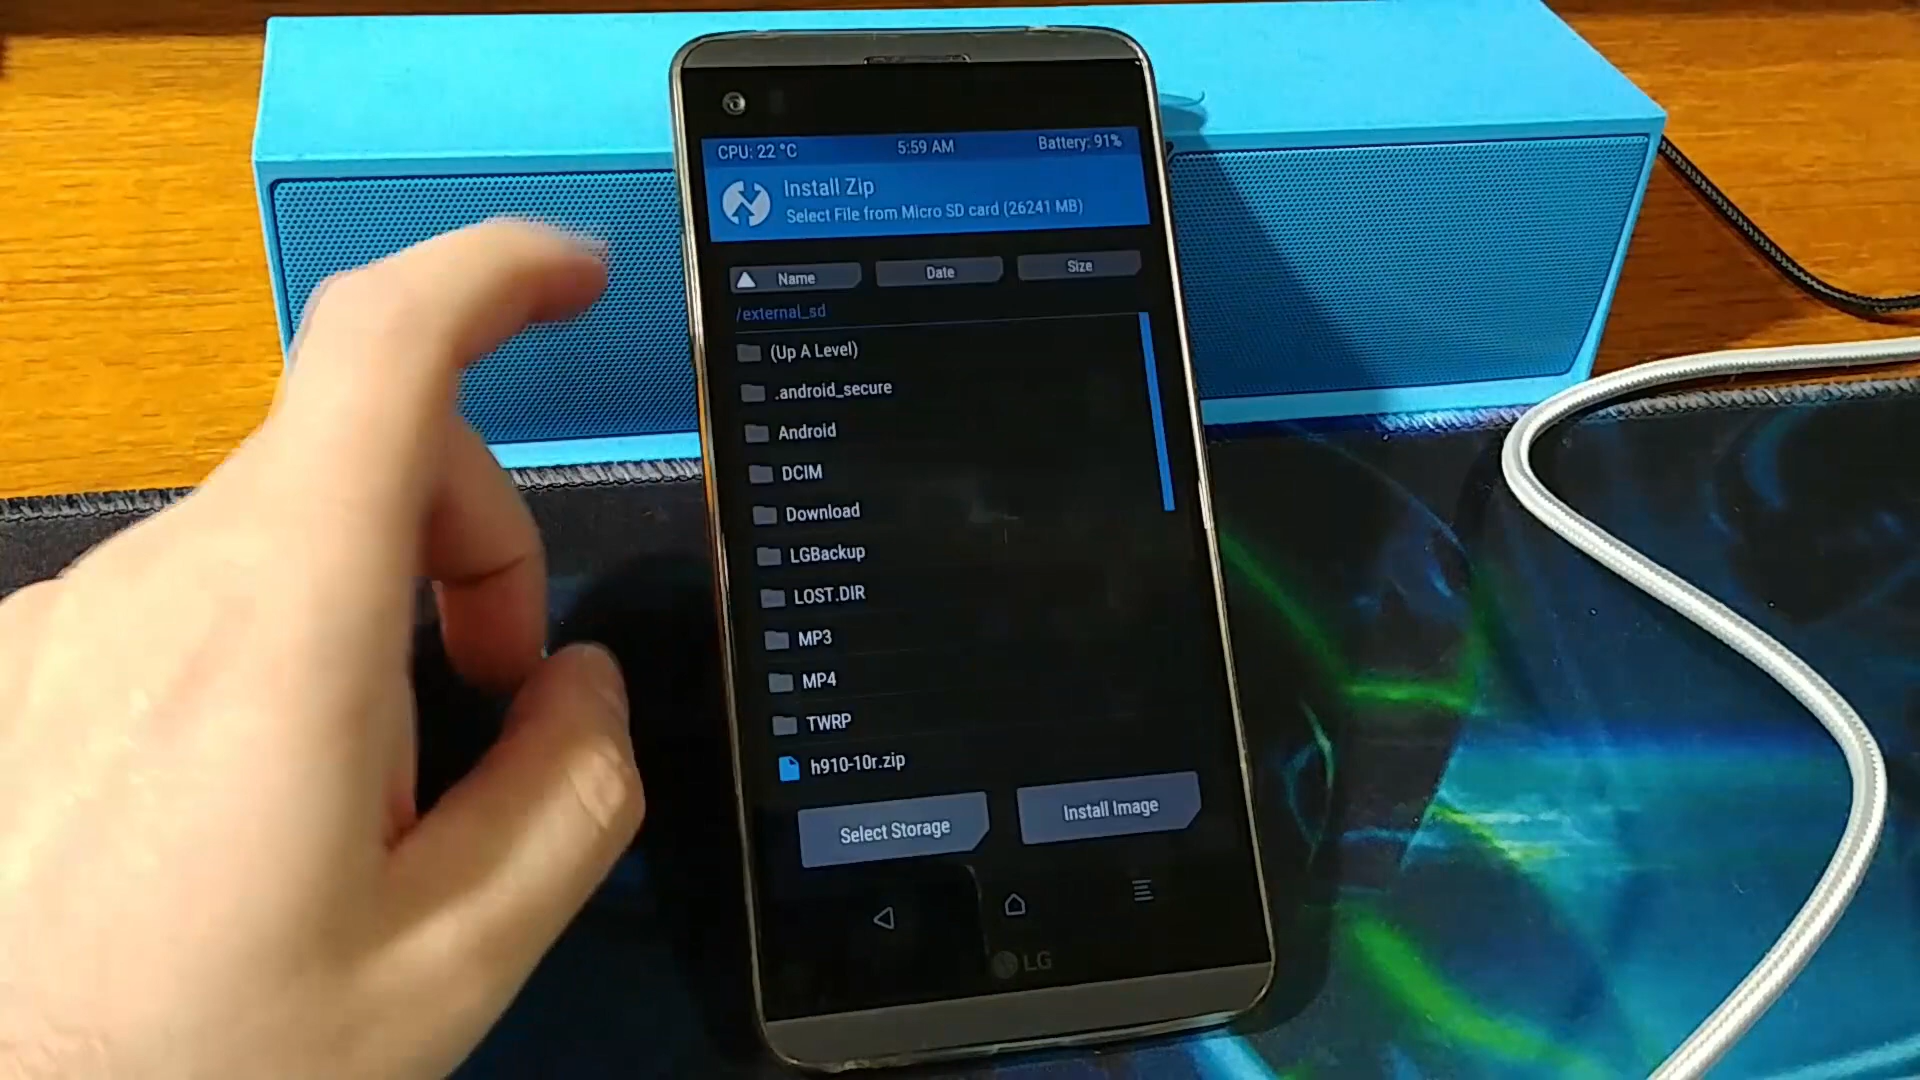 CPU: 22 °C 5:59 AM Battery: 91%
Install Zip
Select File from Micro SD card (26241 MB)
Name Date Size
/external_sd
(Up A Level)
.android_secure
Android
DCIM
Download
LGBackup
LOST.DIR
MP3
MP4
TWRP
h910-10r.zip
Select Storage Install Image
LG